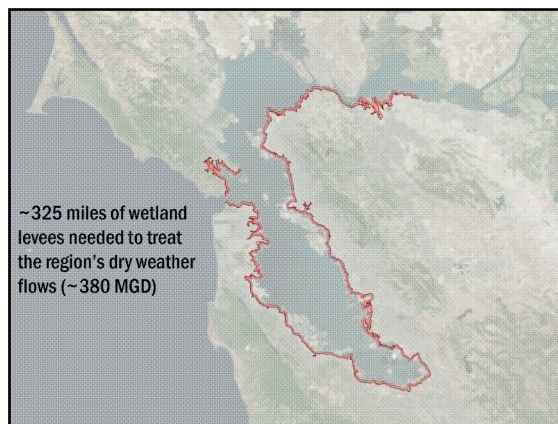 ~325 miles of wetland
levees needed to treat
the region's dry weather
flows (~380 MGD)